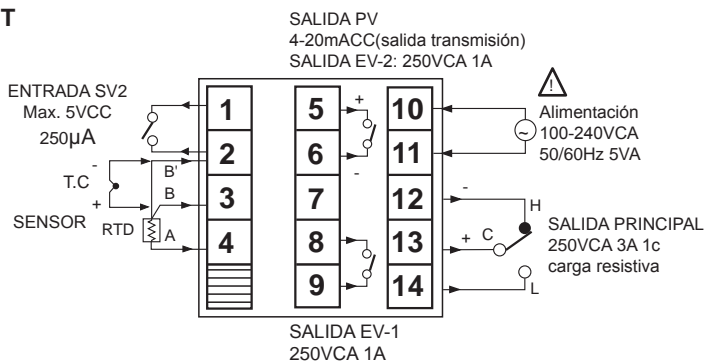 T
SALIDA PV
4-20mACC(salida transmisión)
SALIDA EV-2: 250VCA 1A
ENTRADA SV2
Max. 5VCC
250µA
1
2
3
4
5
6
7
8
9
10
11
12
13
14
+
-
!
~
Alimentación
100-240VCA
50/60Hz 5VA
-
T.C
+
SENSOR
RTD
B'
B
A
-
H
+
C
L
SALIDA PRINCIPAL
250VCA 3A 1c
carga resistiva
SALIDA EV-1
250VCA 1A